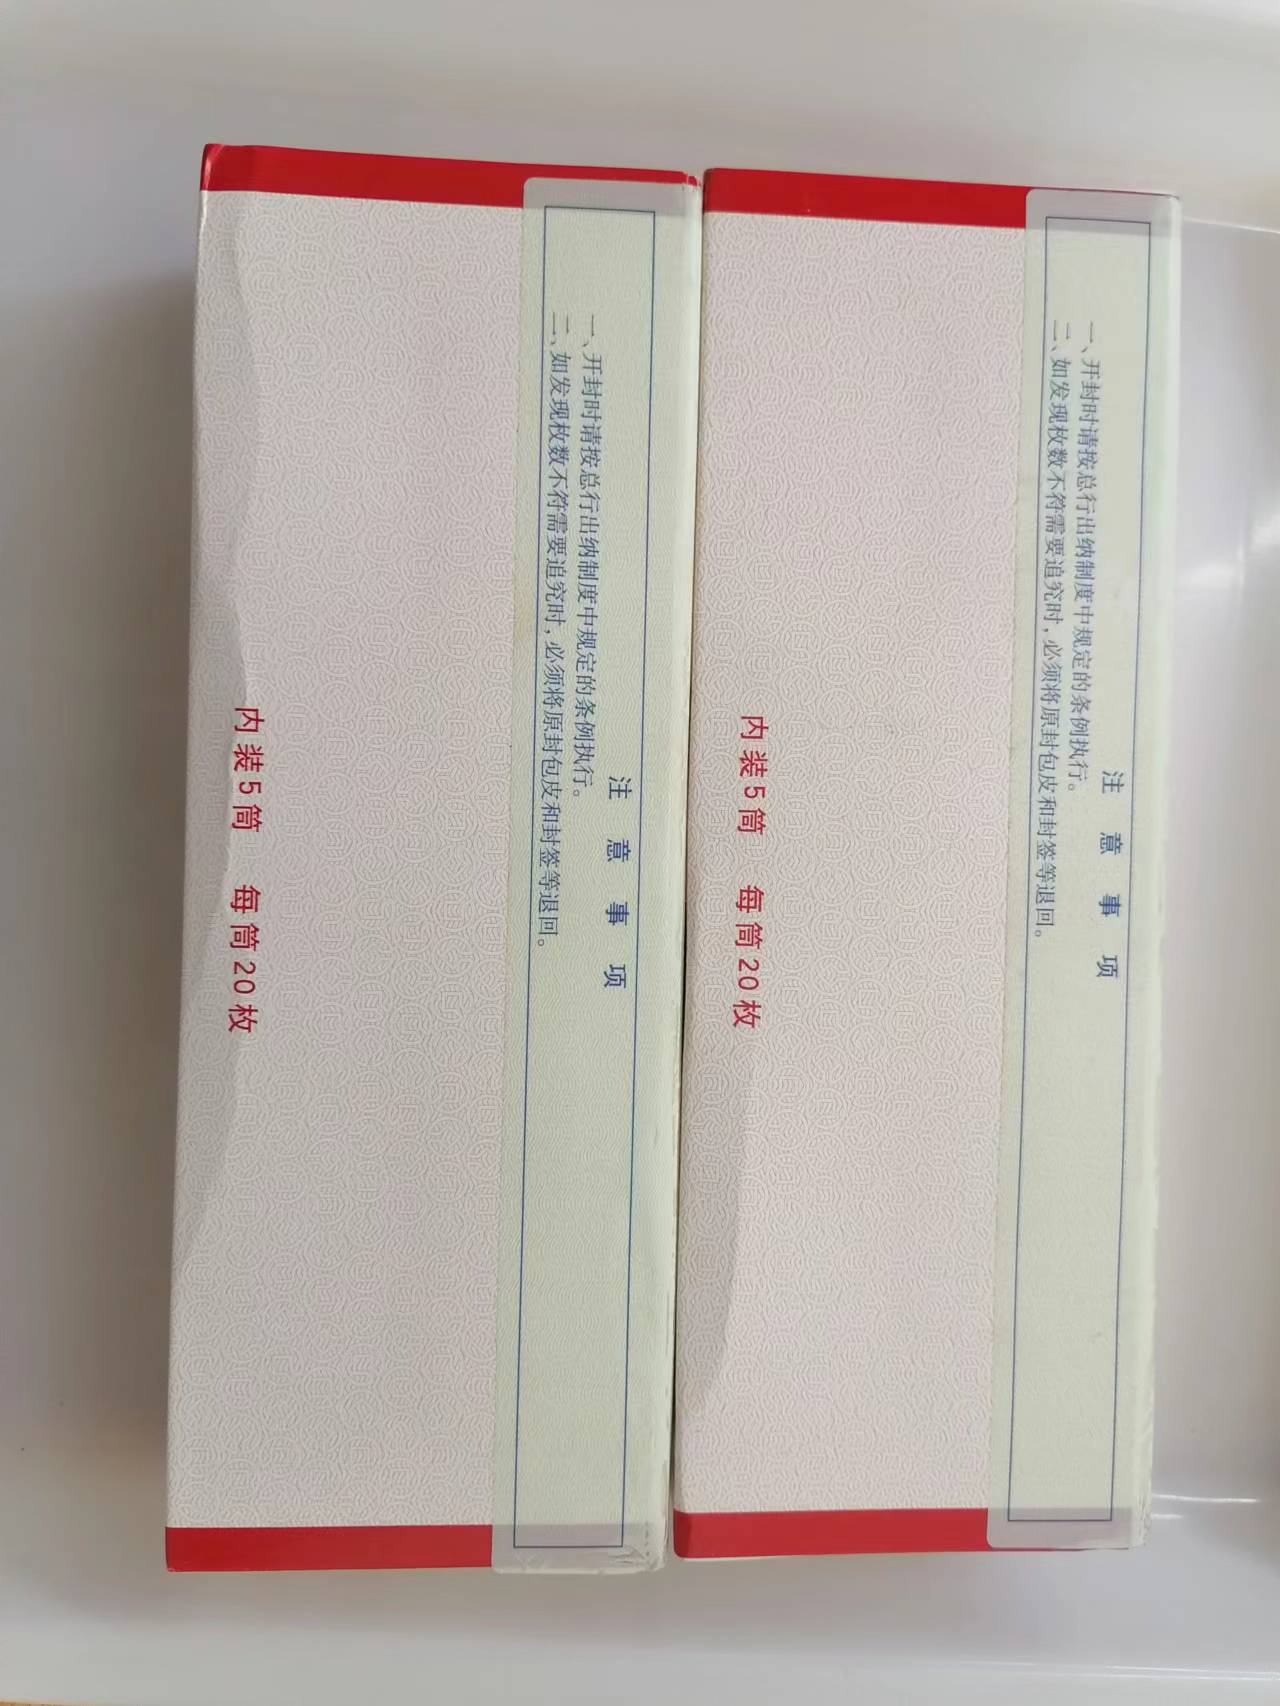 注意事项
一、开封时请按总行出纳制度中规定的条例执行。
二、如发现枚数不符需要追究时，必须将原封包皮和封签等退回。
内装5筒 每筒20枚
注意事项
一、开封时请按总行出纳制度中规定的条例执行。
二、如发现枚数不符需要追究时，必须将原封包皮和封签等退回。
内装5筒 每筒20枚